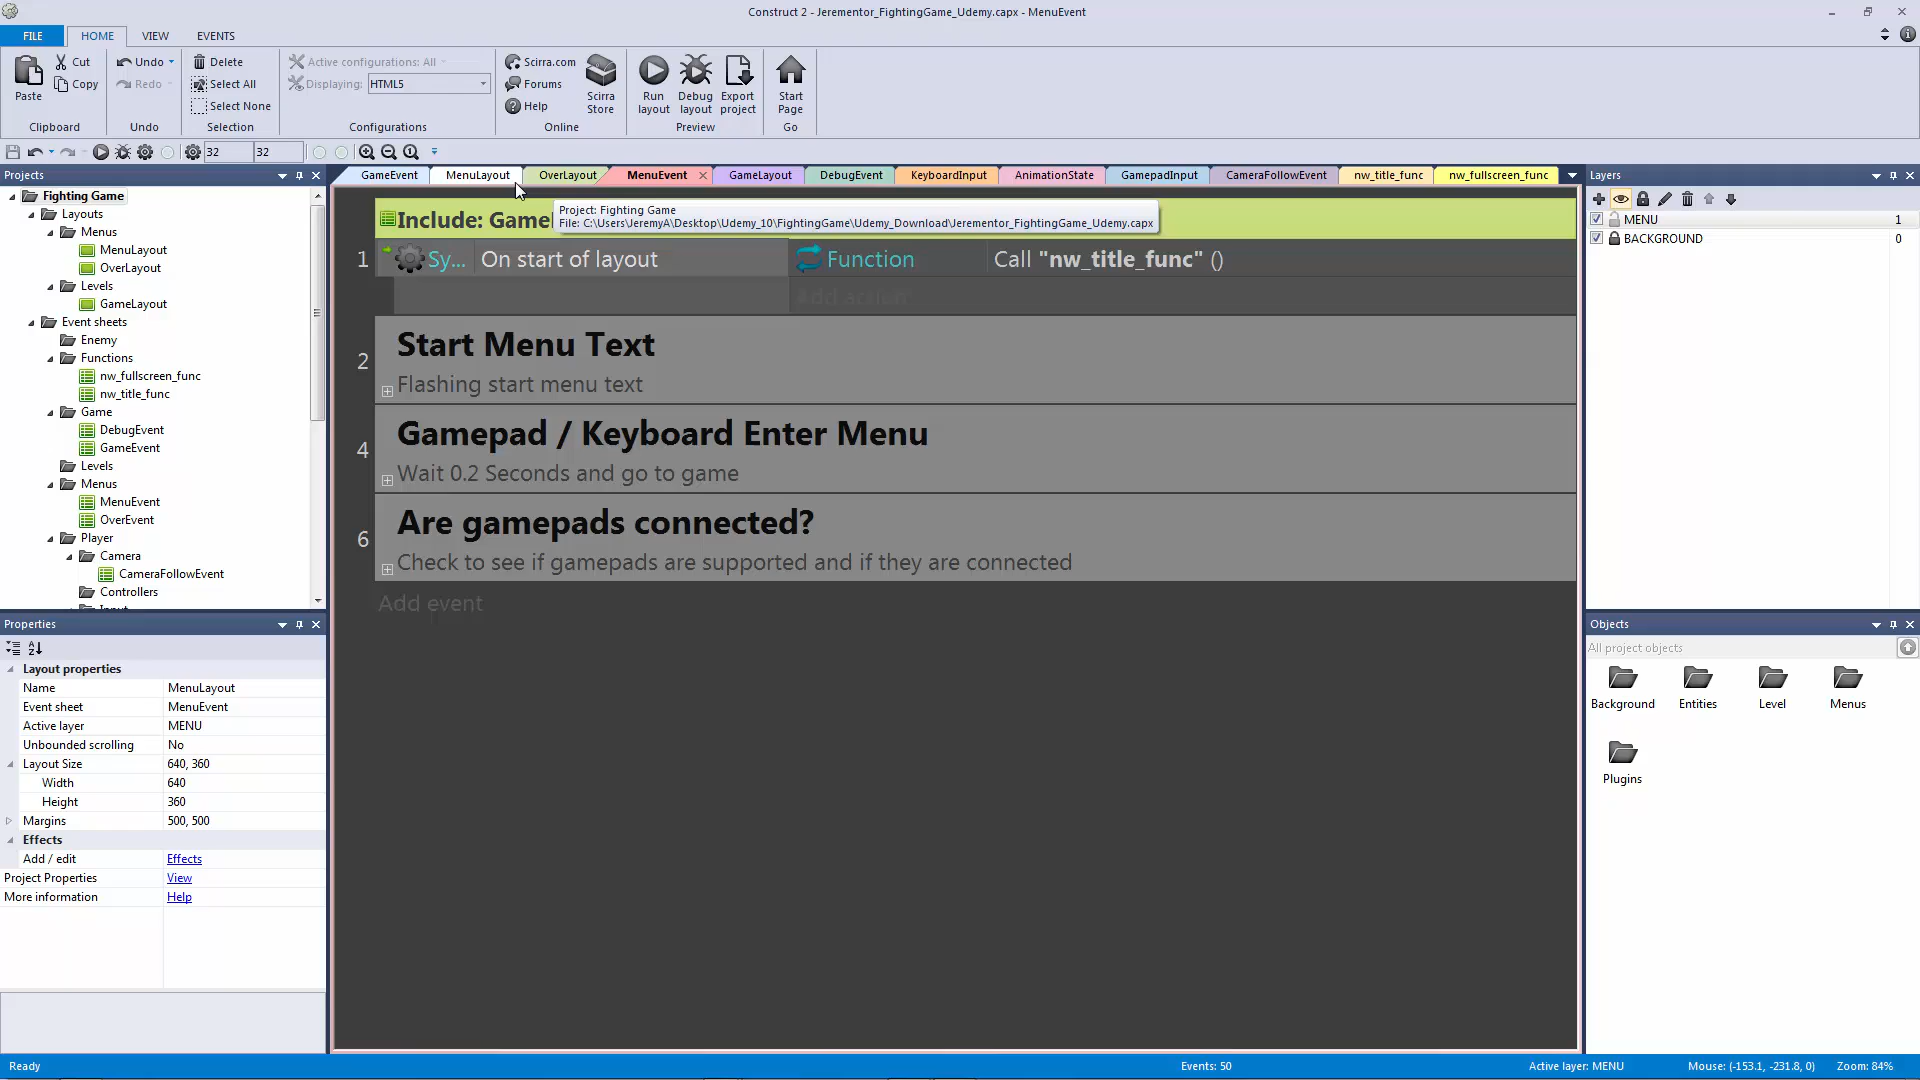 Construct 2 - Jerementor_FightingGame_Udemy.capx - MenuEvent
FILE HOME VIEW EVENTS
Paste Cut Copy Clipboard
Undo Redo Undo
Delete Select All Select None Selection
Active configurations: All
Displaying: HTML5
Configurations
Scirra.com Forums Help Scirra Store Online
Run layout Debug layout Export project Preview
Start Page Go
32 32
Projects
Fighting Game
Layouts
Menus
MenuLayout
OverLayout
Levels
GameLayout
Event sheets
Enemy
Functions
nw_fullscreen_func
nw_title_func
Game
DebugEvent
GameEvent
Levels
Menus
MenuEvent
OverEvent
Player
Camera
CameraFollowEvent
Controllers
Properties
Layout properties
Name MenuLayout
Event sheet MenuEvent
Active layer MENU
Unbounded scrolling No
Layout Size 640, 360
Width 640
Height 360
Margins 500, 500
Effects
Add / edit Effects
Project Properties View
More information Help
GameEvent MenuLayout OverLayout MenuEvent GameLayout DebugEvent KeyboardInput AnimationState GamepadInput CameraFollowEvent nw_title_func nw_fullscreen_func
Include: Game
Project: Fighting Game
File: C:\Users\JeremyA\Desktop\Udemy_10\FightingGame\Udemy_Download\Jerementor_FightingGame_Udemy.capx
1 Sy... On start of layout Function Call "nw_title_func" ()
Add action
2 Start Menu Text
Flashing start menu text
4 Gamepad / Keyboard Enter Menu
Wait 0.2 Seconds and go to game
6 Are gamepads connected?
Check to see if gamepads are supported and if they are connected
Add event
Layers
MENU 1
BACKGROUND 0
Objects
All project objects
Background Entities Level Menus
Plugins
Ready Events: 50 Active layer: MENU Mouse: (-153.1, -231.8, 0) Zoom: 84%